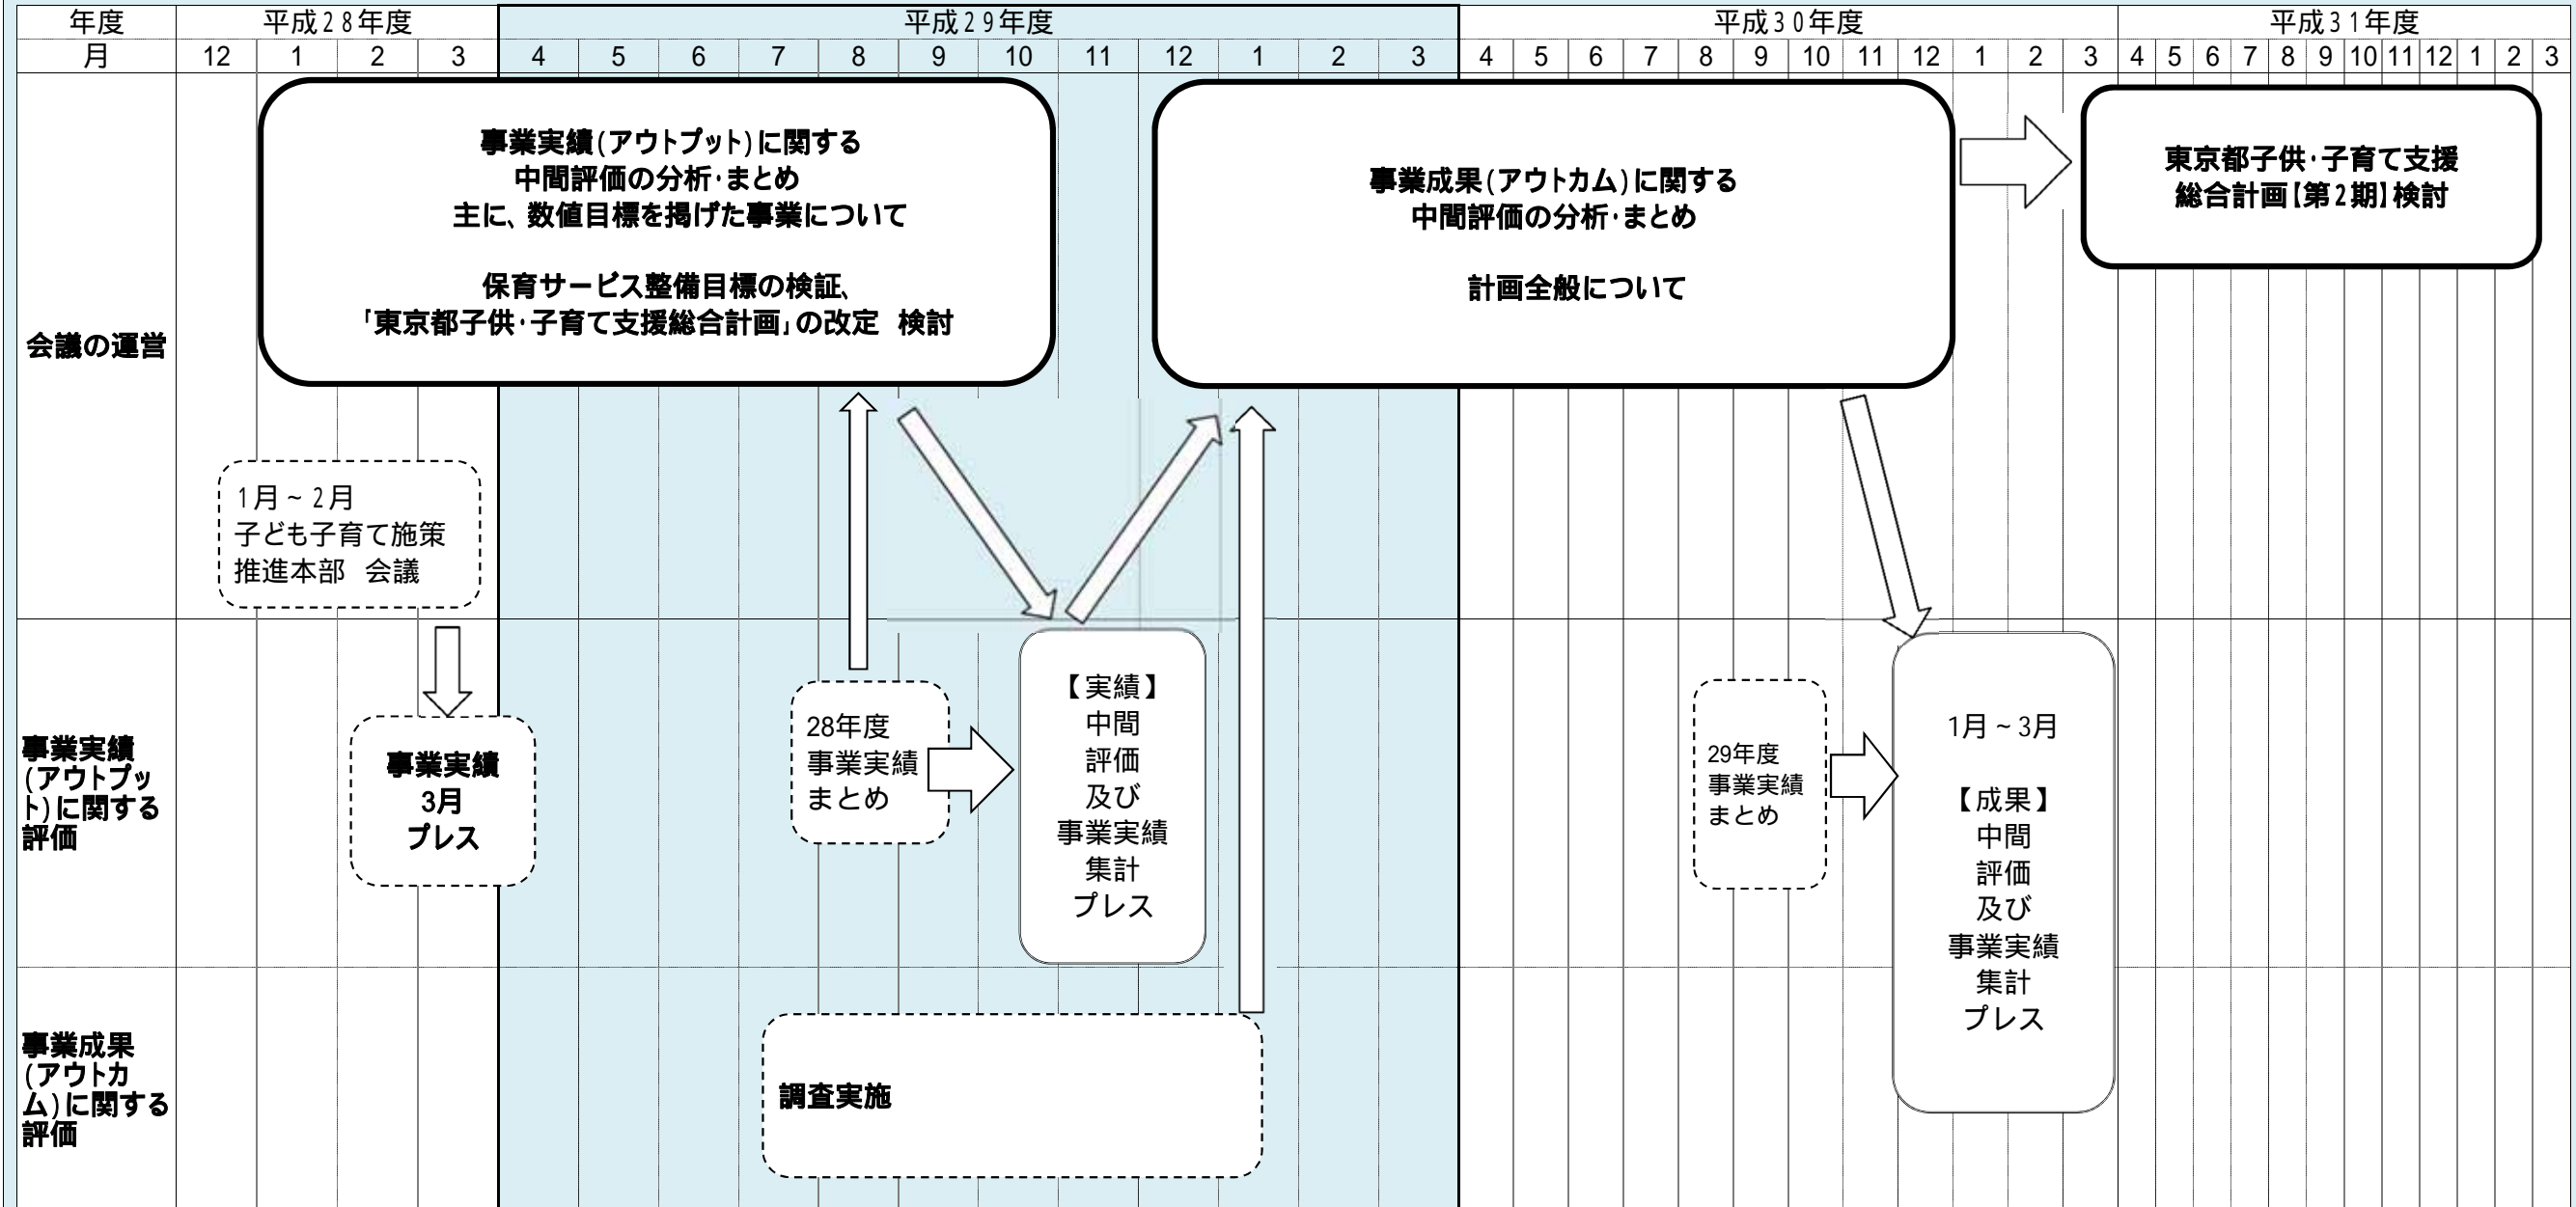 年度 平成28年度 平成29年度 平成30年度 平成31年度
月 12 1 2 3 4 5 6 7 8 9 10 11 12 1 2 3 4 5 6 7 8 9 10 11 12 1 2 3 4 5 6 7 8 9 10 11 12 1 2 3
会議の運営
事業実績(アウトプット)に関する
中間評価の分析・まとめ
主に、数値目標を掲げた事業について
保育サービス整備目標の検証、
「東京都子供・子育て支援総合計画」の改定 検討
事業成果(アウトカム)に関する
中間評価の分析・まとめ
計画全般について
東京都子供・子育て支援
総合計画【第2期】検討
1月~2月
子ども子育て施策
推進本部 会議
事業実績
(アウトプッ
ト)に関する
評価
事業実績
3月
プレス
28年度
事業実績
まとめ
【実績】
中間
評価
及び
事業実績
集計
プレス
29年度
事業実績
まとめ
1月~3月
【成果】
中間
評価
及び
事業実績
集計
プレス
事業成果
(アウトカ
ム)に関する
評価
調査実施